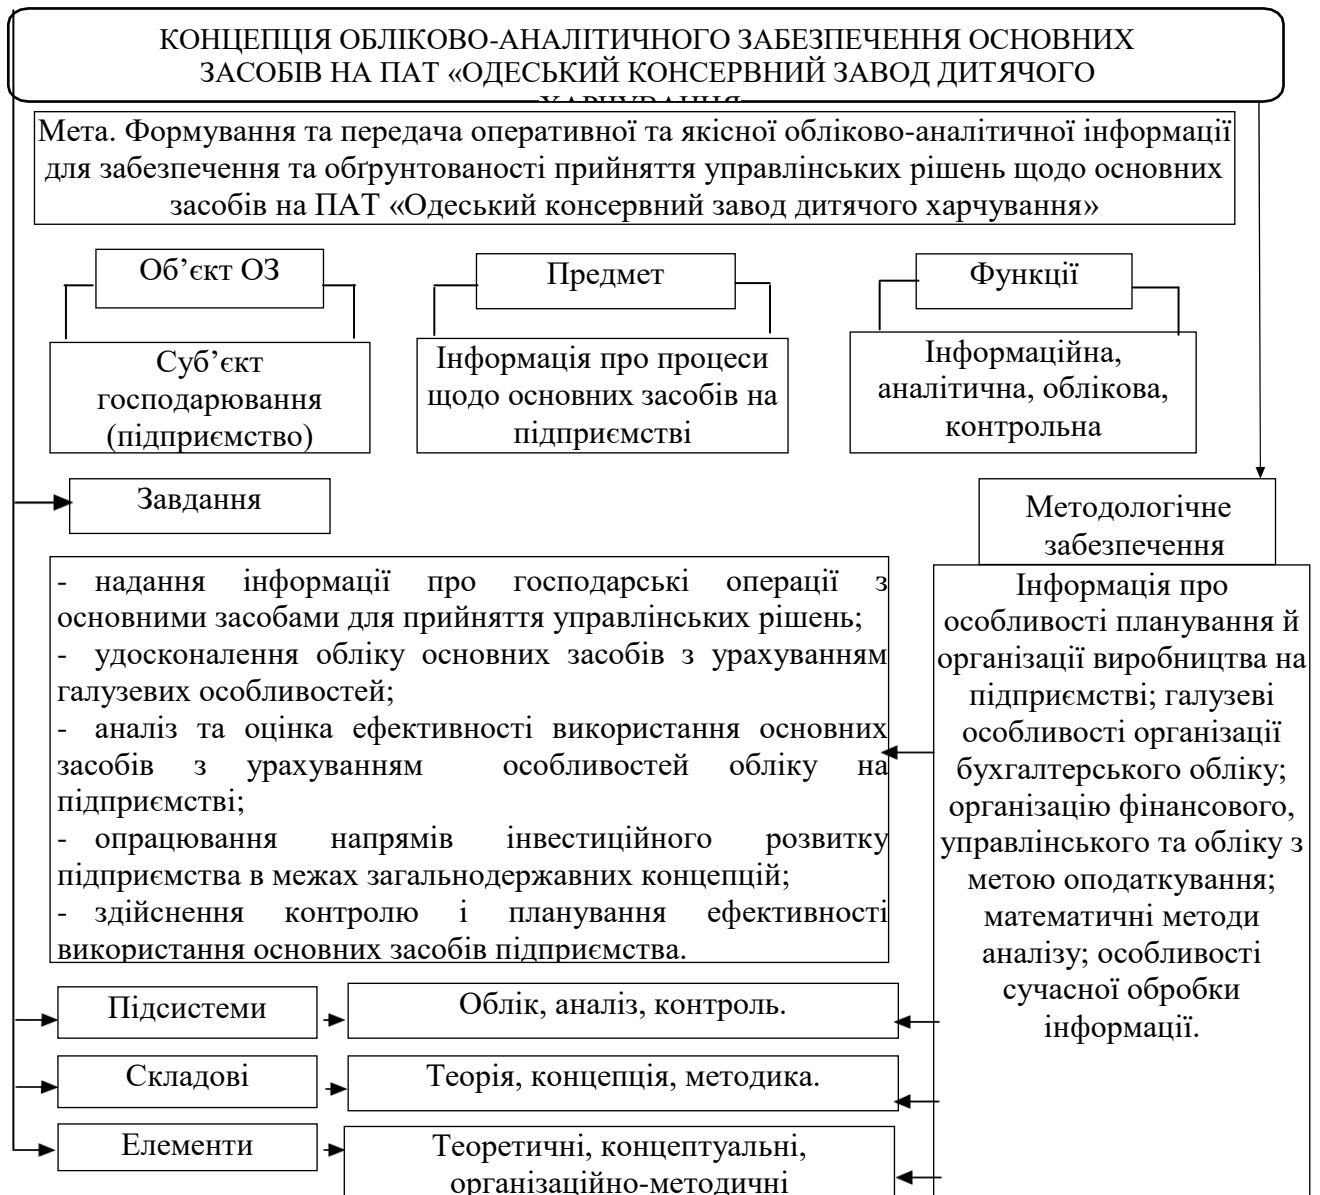 КОНЦЕПЦІЯ ОБЛІКОВО-АНАЛІТИЧНОГО ЗАБЕЗПЕЧЕННЯ ОСНОВНИХ
ЗАСОБІВ НА ПАТ «ОДЕСЬКИЙ КОНСЕРВНИЙ ЗАВОД ДИТЯЧОГО
ХАРЧУВАННЯ
Мета. Формування та передача оперативної та якісної обліково-аналітичної інформації
для забезпечення та обґрунтованості прийняття управлінських рішень щодо основних
засобів на ПАТ «Одеський консервний завод дитячого харчування»
Об’єкт ОЗ
Предмет
Функції
Суб’єкт
господарювання
(підприємство)
Інформація про процеси
щодо основних засобів на
підприємстві
Інформаційна,
аналітична, облікова,
контрольна
Завдання
Методологічне
забезпечення
- надання інформації про господарські операції з
основними засобами для прийняття управлінських рішень;
- удосконалення обліку основних засобів з урахуванням
галузевих особливостей;
- аналіз та оцінка ефективності використання основних
засобів з урахуванням особливостей обліку на
підприємстві;
- опрацювання напрямів інвестиційного розвитку
підприємства в межах загальнодержавних концепцій;
- здійснення контролю і планування ефективності
використання основних засобів підприємства.
Інформація про
особливості планування й
організації виробництва на
підприємстві; галузеві
особливості організації
бухгалтерського обліку;
організацію фінансового,
управлінського та обліку з
метою оподаткування;
математичні методи
аналізу; особливості
сучасної обробки
інформації.
Підсистеми
Облік, аналіз, контроль.
Складові
Теорія, концепція, методика.
Елементи
Теоретичні, концептуальні,
організаційно-методичні